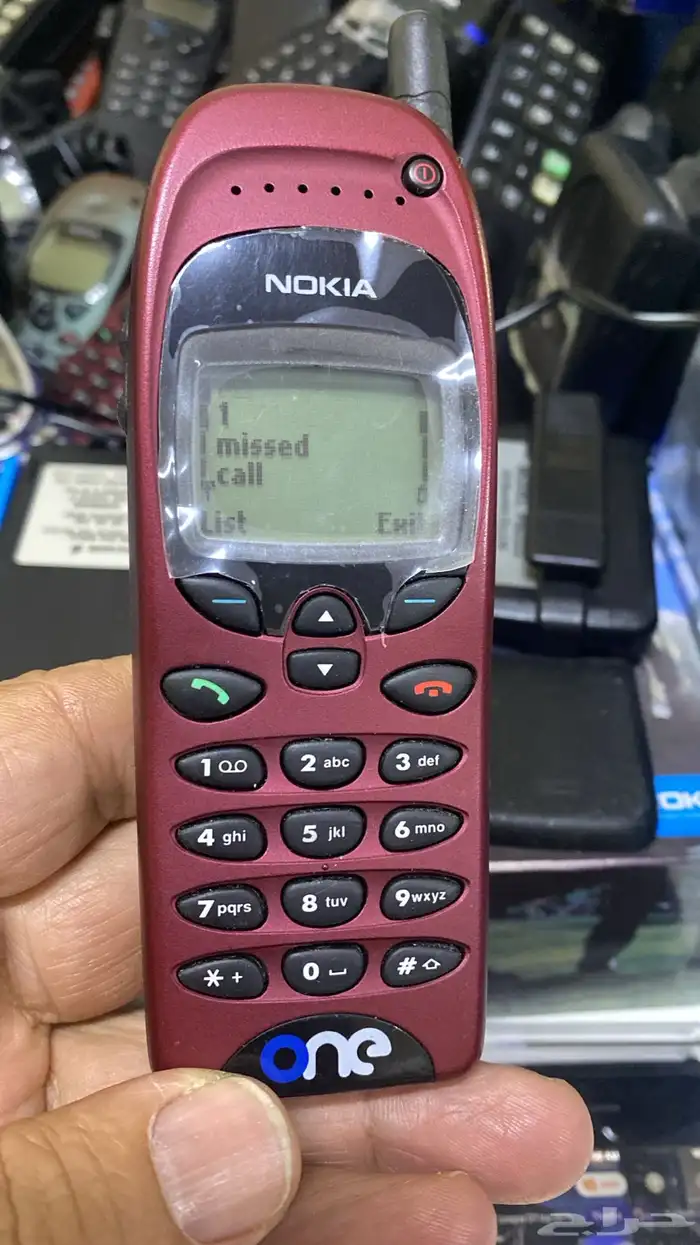 NOKIA
1
missed
call
List Exit
1
2 abc
3 def
4 ghi
5 jkl
6 mno
7 pqrs
8 tuv
9 wxyz
* +
0
#
one
حراج